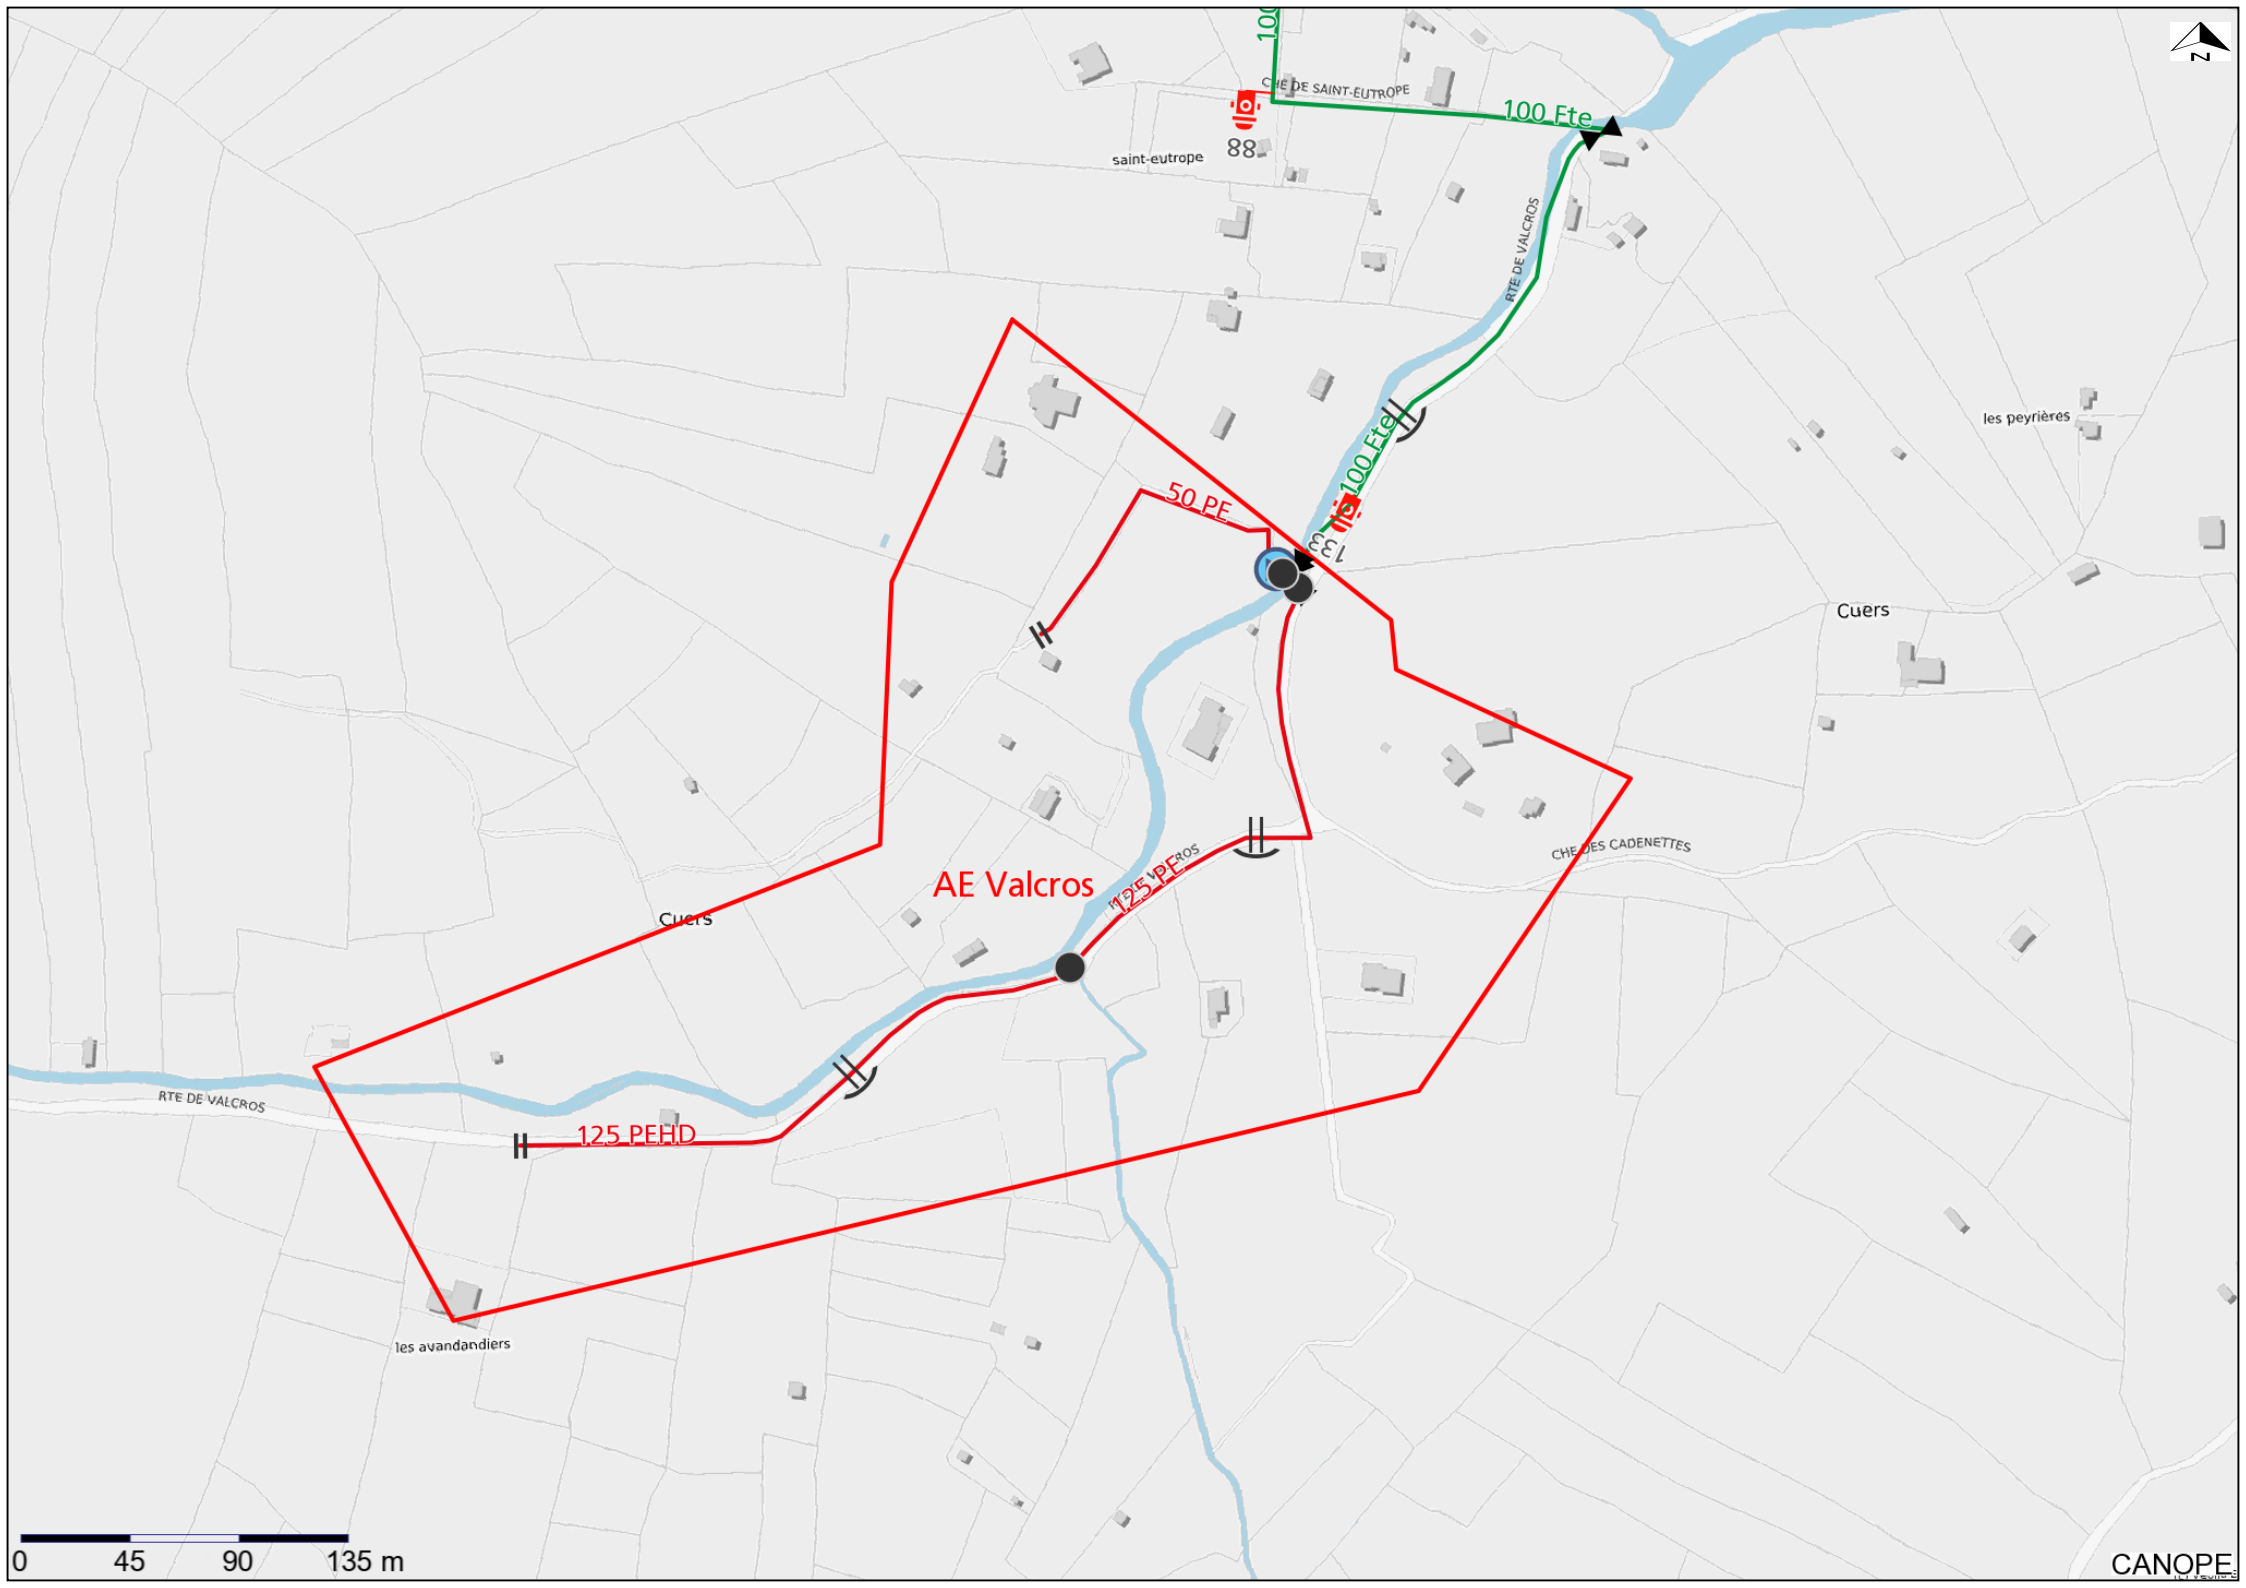 100
N
CHE DE SAINT-EUTROPE
100 Fte
88
saint-eutrope
RTE DE VALCROS
les peyrières
100 Fte
50 PE
133
Cuers
CHE DES CADENETTES
125 PE
AE Valcros
Cuers
RTE DE VALCROS
125 PEHD
les avandandiers
0 45 90 135 m
CANOPE